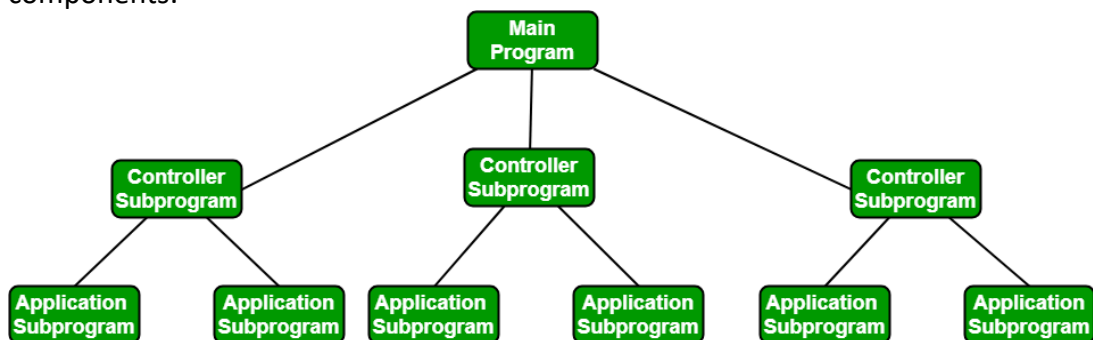 components.
Main
Program
Controller
Subprogram
Controller
Subprogram
Controller
Subprogram
Application
Subprogram
Application
Subprogram
Application
Subprogram
Application
Subprogram
Application
Subprogram
Application
Subprogram